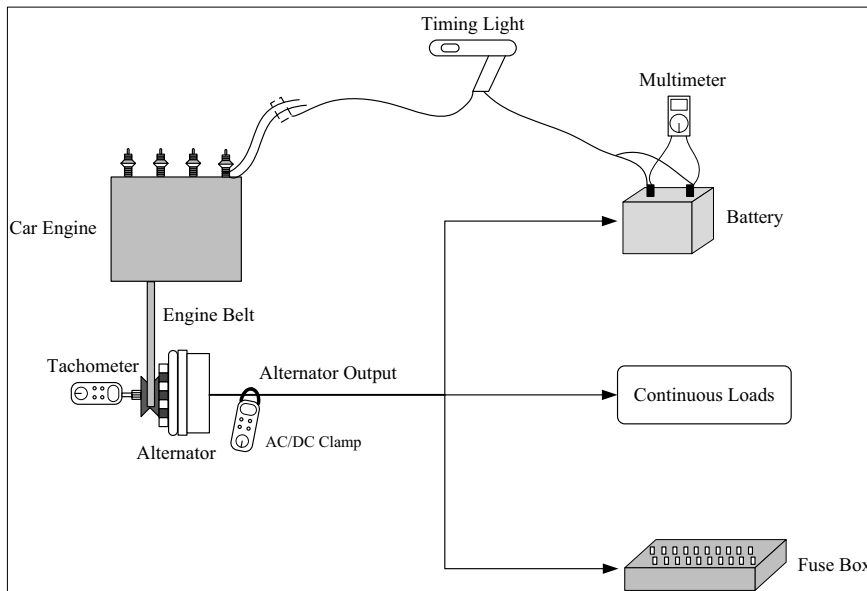 Timing Light
Multimeter
Car Engine
Battery
Engine Belt
Tachometer
Alternator Output
Continuous Loads
AC/DC Clamp
Alternator
Fuse Box